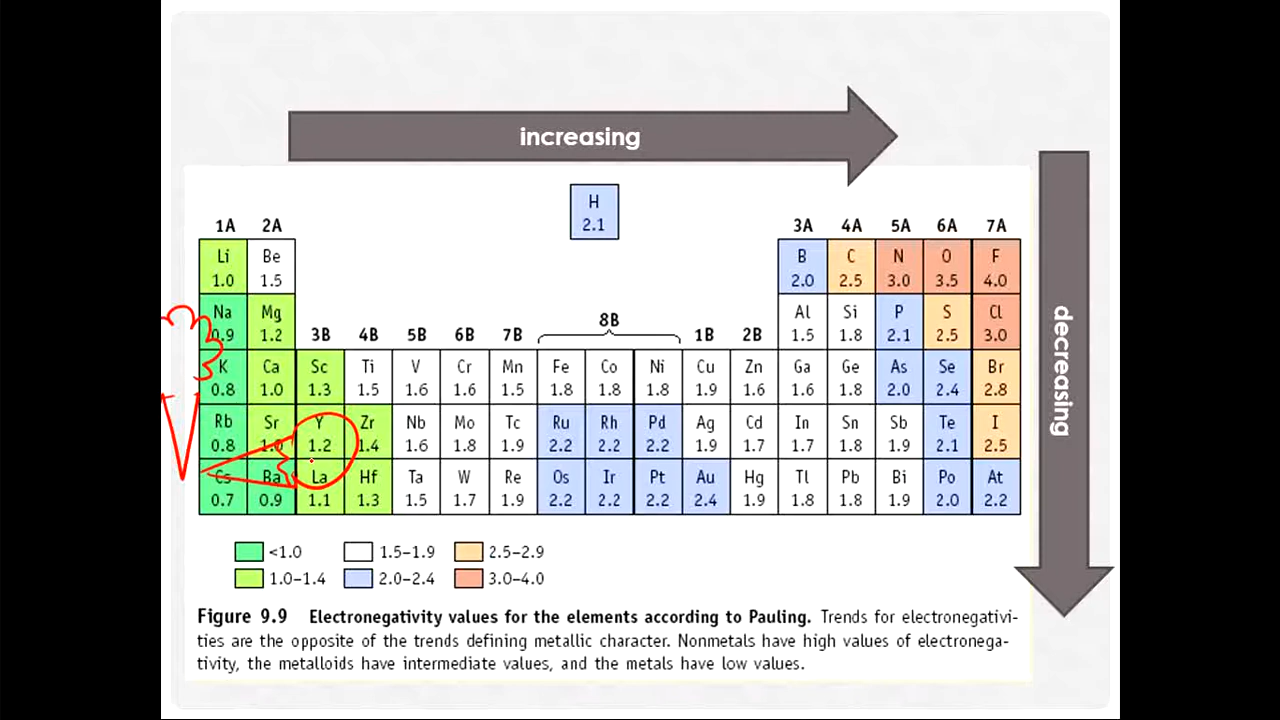 increasing
decreasing
H
2.1
1A 2A 3A 4A 5A 6A 7A
Li Be B C N O F
1.0 1.5 2.0 2.5 3.0 3.5 4.0
Na Mg Al Si P S Cl
0.9 1.2 1.5 1.8 2.1 2.5 3.0
3B 4B 5B 6B 7B 8B 1B 2B
K Ca Sc Ti V Cr Mn Fe Co Ni Cu Zn Ga Ge As Se Br
0.8 1.0 1.3 1.5 1.6 1.6 1.5 1.8 1.8 1.8 1.9 1.6 1.6 1.8 2.0 2.4 2.8
Rb Sr Y Zr Nb Mo Tc Ru Rh Pd Ag Cd In Sn Sb Te I
0.8 1.0 1.2 1.4 1.6 1.8 1.9 2.2 2.2 2.2 1.9 1.7 1.7 1.8 1.9 2.1 2.5
Cs Ba La Hf Ta W Re Os Ir Pt Au Hg Tl Pb Bi Po At
0.7 0.9 1.1 1.3 1.5 1.7 1.9 2.2 2.2 2.2 2.4 1.9 1.8 1.8 1.9 2.0 2.2
<1.0 1.5–1.9 2.5–2.9
1.0–1.4 2.0–2.4 3.0–4.0
Figure 9.9 Electronegativity values for the elements according to Pauling. Trends for electronegativi-
ties are the opposite of the trends defining metallic character. Nonmetals have high values of electronega-
tivity, the metalloids have intermediate values, and the metals have low values.